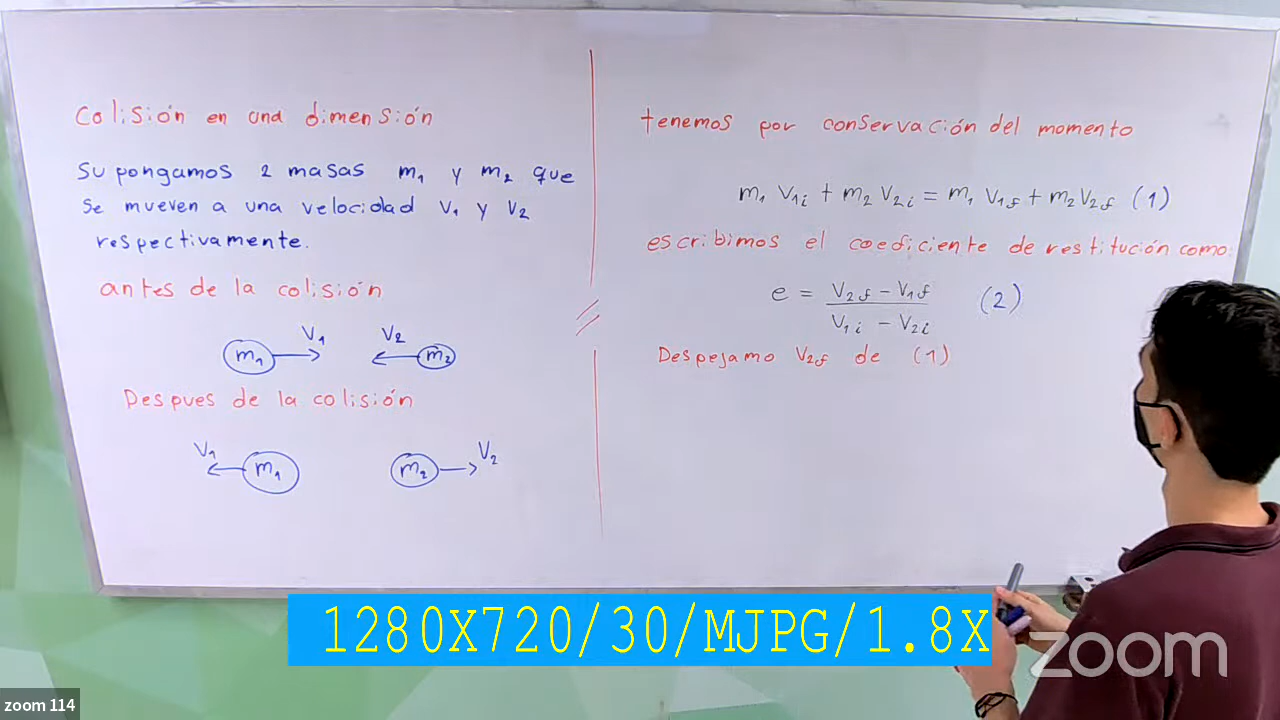 Colisión en una dimensión
Supongamos 2 masas m₁ y m₂ que
se mueven a una velocidad V₁ y V₂
respectivamente.
antes de la colisión
V₁ V₂
m₁ m₂
Despues de la colisión
V₁ V₂
m₁ m₂
tenemos por conservación del momento
m₁ V₁i + m₂ V₂i = m₁ V₁f + m₂ V₂f (1)
escribimos el coeficiente de restitución como:
e = (V₂f - V₁f) / (V₁i - V₂i) (2)
Despejamo V₂f de (1)
1280X720/30/MJPG/1.8X
zoom
zoom 114